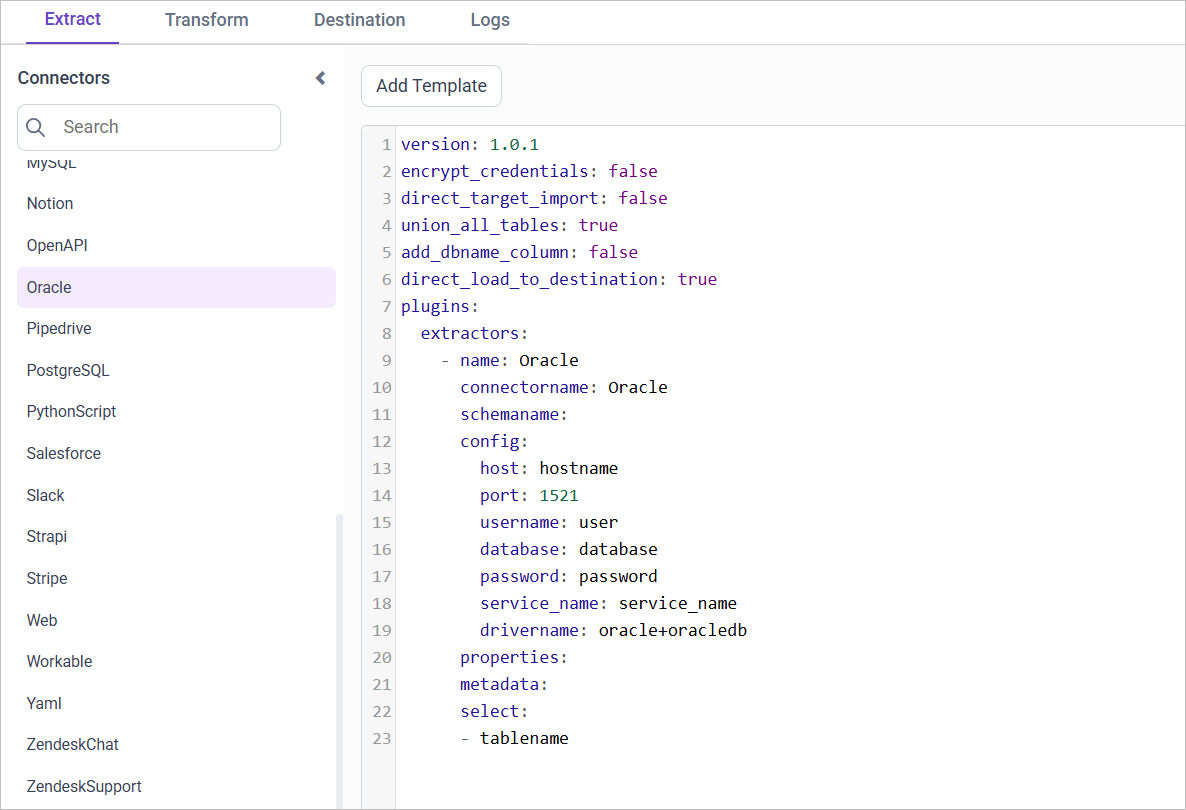 Extract Transform Destination Logs
Connectors
Search
MySQL
Notion
OpenAPI
Oracle
Pipedrive
PostgreSQL
PythonScript
Salesforce
Slack
Strapi
Stripe
Web
Workable
Yaml
ZendeskChat
ZendeskSupport
Add Template
1 version: 1.0.1
2 encrypt_credentials: false
3 direct_target_import: false
4 union_all_tables: true
5 add_dbname_column: false
6 direct_load_to_destination: true
7 plugins:
8   extractors:
9     - name: Oracle
10       connectorname: Oracle
11       schemaname:
12       config:
13         host: hostname
14         port: 1521
15         username: user
16         database: database
17         password: password
18         service_name: service_name
19         drivername: oracle+oracledb
20       properties:
21       metadata:
22       select:
23       - tablename